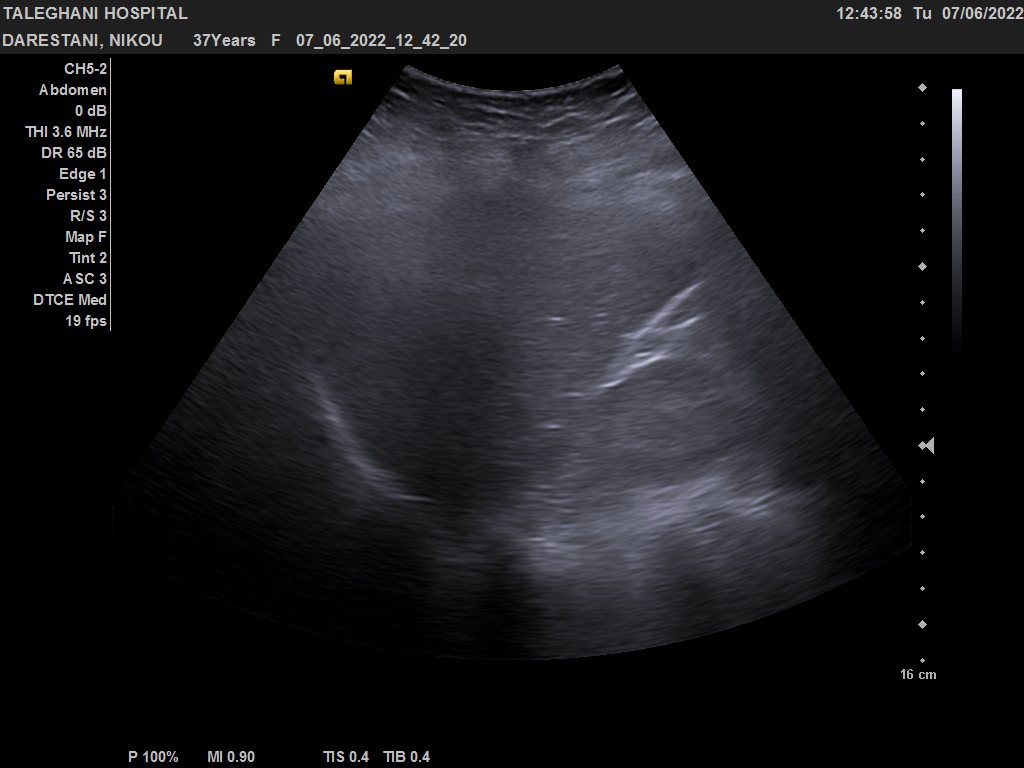 TALEGHANI HOSPITAL 12:43:58 Tu 07/06/2022
DARESTANI, NIKOU 37Years F 07_06_2022_12_42_20
CH5-2
Abdomen
0 dB
THI 3.6 MHz
DR 65 dB
Edge 1
Persist 3
R/S 3
Map F
Tint 2
ASC 3
DTCE Med
19 fps
16 cm
P 100% MI 0.90 TIS 0.4 TIB 0.4